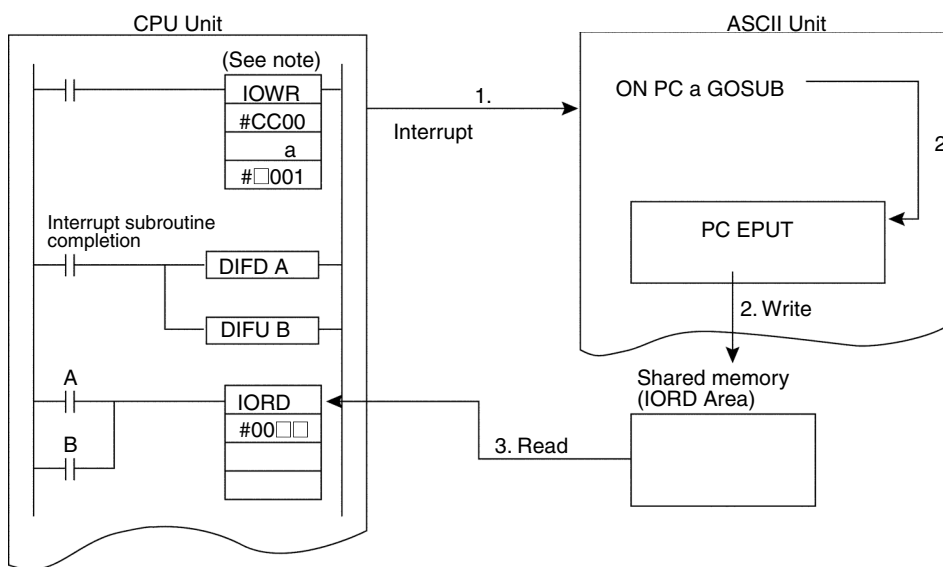 CPU Unit
(See note)
IOWR
#CC00
a
#□001
Interrupt subroutine
completion
DIFD A
DIFU B
A
B
IORD
#00□□
1.
Interrupt
ASCII Unit
ON PC a GOSUB
2
PC EPUT
2. Write
Shared memory
(IORD Area)
3. Read